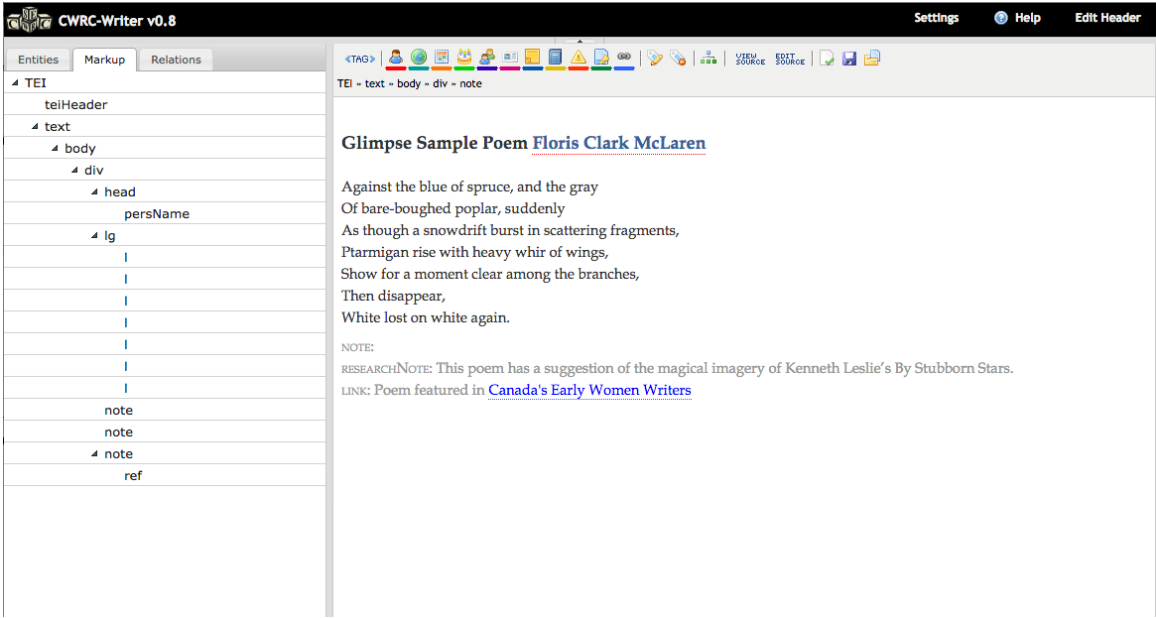 CWRC-Writer v0.8
Settings
Help
Edit Header
Entities
Markup
Relations
<TAG>
VIEW SOURCE
EDIT SOURCE
TEI » text » body » div » note
TEI
teiHeader
text
body
div
head
persName
lg
l
l
l
l
l
l
l
note
note
note
ref
Glimpse Sample Poem Floris Clark McLaren
Against the blue of spruce, and the gray
Of bare-boughed poplar, suddenly
As though a snowdrift burst in scattering fragments,
Ptarmigan rise with heavy whir of wings,
Show for a moment clear among the branches,
Then disappear,
White lost on white again.
NOTE:
RESEARCHNOTE: This poem has a suggestion of the magical imagery of Kenneth Leslie's By Stubborn Stars.
LINK: Poem featured in Canada's Early Women Writers